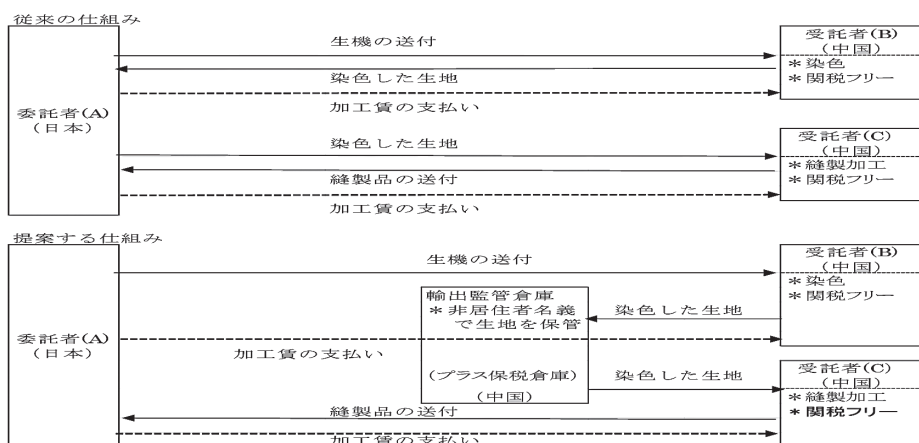 従来の仕組み
生機の送付
染色した生地
加工賃の支払い
委託者(A)
(日本)
受託者(B)
(中国)
＊染色
＊関税フリー
染色した生地
縫製品の送付
加工賃の支払い
受託者(C)
(中国)
＊縫製加工
＊関税フリー
提案する仕組み
生機の送付
受託者(B)
(中国)
＊染色
＊関税フリー
輸出監管倉庫
＊非居住者名義
で生地を保管
染色した生地
委託者(A)
(日本)
加工賃の支払い
(プラス保税倉庫)
(中国)
染色した生地
受託者(C)
(中国)
＊縫製加工
＊関税フリー
縫製品の送付
加工賃の支払い